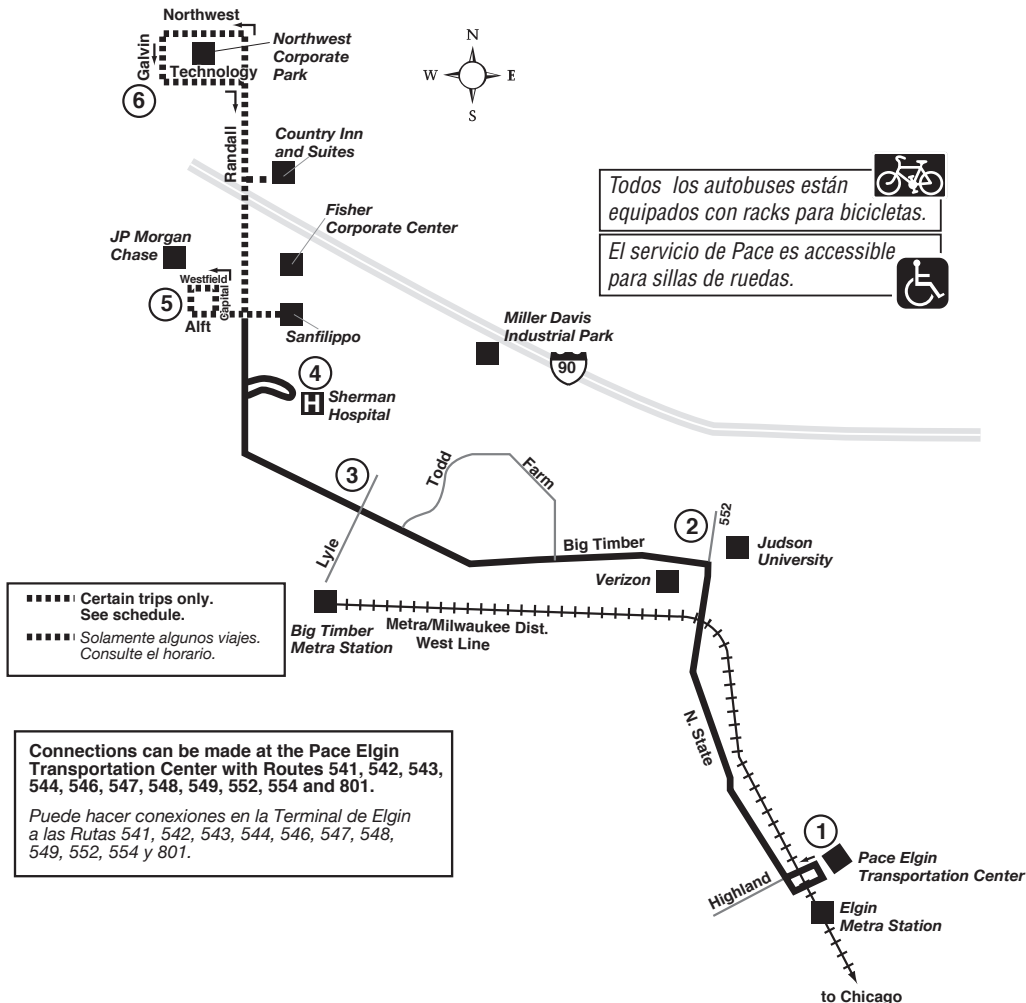 Northwest
Galvin
Northwest
Corporate
Park
Technology
6
N
W
E
S
Randall
Country Inn
and Suites
Todos los autobuses están
equipados con racks para bicicletas.
El servicio de Pace es accessible
para sillas de ruedas.
Fisher
Corporate Center
JP Morgan
Chase
Westfield
Capital
5
Alft
Sanfilippo
Miller Davis
Industrial Park
90
4
H
Sherman
Hospital
3
Todd
Farm
Lyle
2
552
Big Timber
Judson
University
Verizon
Certain trips only.
See schedule.
Solamente algunos viajes.
Consulte el horario.
Big Timber
Metra Station
Metra/Milwaukee Dist.
West Line
N. State
Connections can be made at the Pace Elgin
Transportation Center with Routes 541, 542, 543,
544, 546, 547, 548, 549, 552, 554 and 801.
Puede hacer conexiones en la Terminal de Elgin
a las Rutas 541, 542, 543, 544, 546, 547, 548,
549, 552, 554 y 801.
1
Pace Elgin
Transportation Center
Highland
Elgin
Metra Station
to Chicago